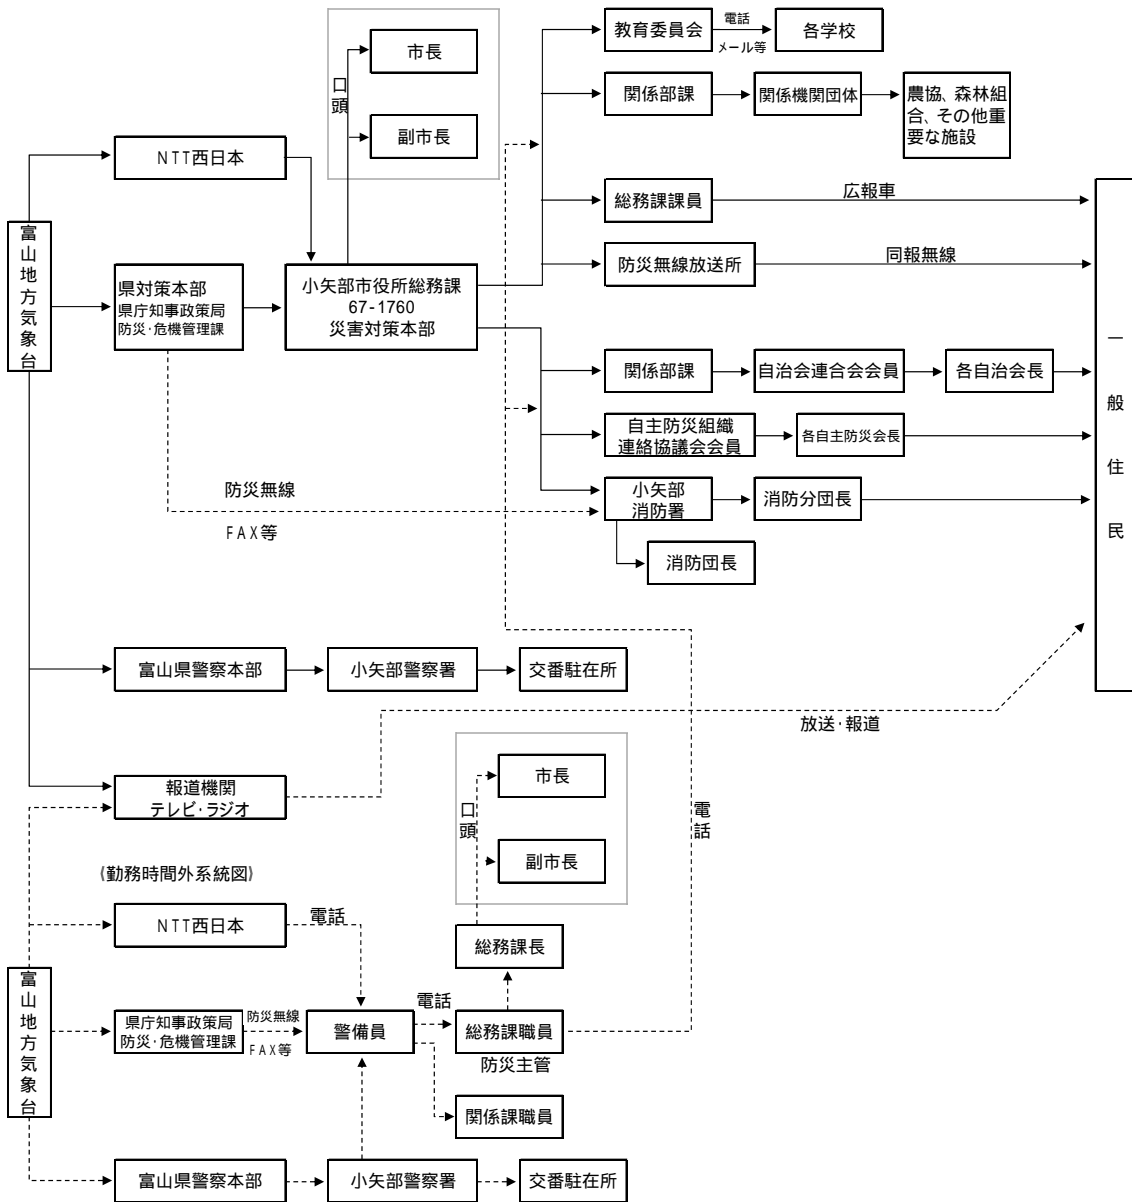 教育委員会
電話
メール等
各学校
市長
口頭
副市長
関係部課
関係機関団体
農協、森林組
合、その他重
要な施設
NTT西日本
総務課課員
広報車
富山地方気象台
県対策本部
県庁知事政策局
防災・危機管理課
小矢部市役所総務課
67-1760
災害対策本部
防災無線放送所
同報無線
一般住民
関係部課
自治会連合会会員
各自治会長
自主防災組織
連絡協議会会員
各自主防災会長
防災無線
FAX等
小矢部
消防署
消防分団長
消防団長
富山県警察本部
小矢部警察署
交番駐在所
放送・報道
報道機関
テレビ・ラジオ
市長
口頭
副市長
電話
(勤務時間外系統図)
NTT西日本
電話
総務課長
富山地方気象台
県庁知事政策局
防災・危機管理課
防災無線
FAX等
警備員
電話
総務課職員
防災主管
関係課職員
富山県警察本部
小矢部警察署
交番駐在所